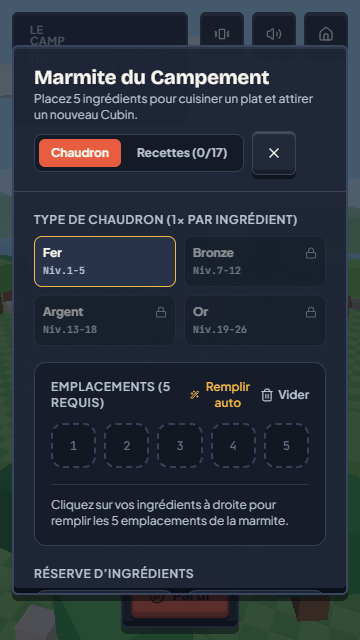 LE
CAMP
Marmite du Campement
Placez 5 ingrédients pour cuisiner un plat et attirer
un nouveau Cubin.
Chaudron
Recettes (0/17)
TYPE DE CHAUDRON (1× PAR INGRÉDIENT)
Fer
Niv.1-5
Bronze
Niv.7-12
Argent
Niv.13-18
Or
Niv.19-26
EMPLACEMENTS (5
REQUIS)
Remplir
auto
Vider
1 2 3 4 5
Cliquez sur vos ingrédients à droite pour
remplir les 5 emplacements de la marmite.
RÉSERVE D'INGRÉDIENTS
Partir